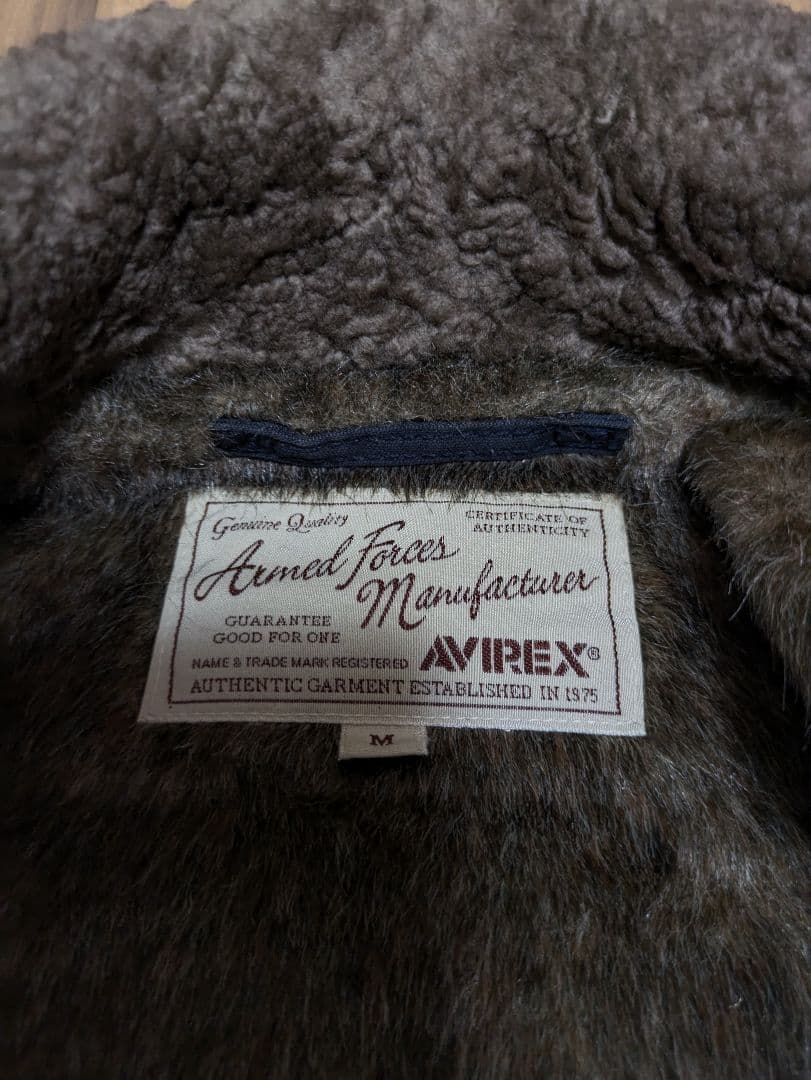 Genuine Quality
CERTIFICATE OF
AUTHENTICITY
Armed Forces
Manufacturer
GUARANTEE
GOOD FOR ONE
NAME & TRADE MARK REGISTERED
AVIREX®
AUTHENTIC GARMENT ESTABLISHED IN 1975
M